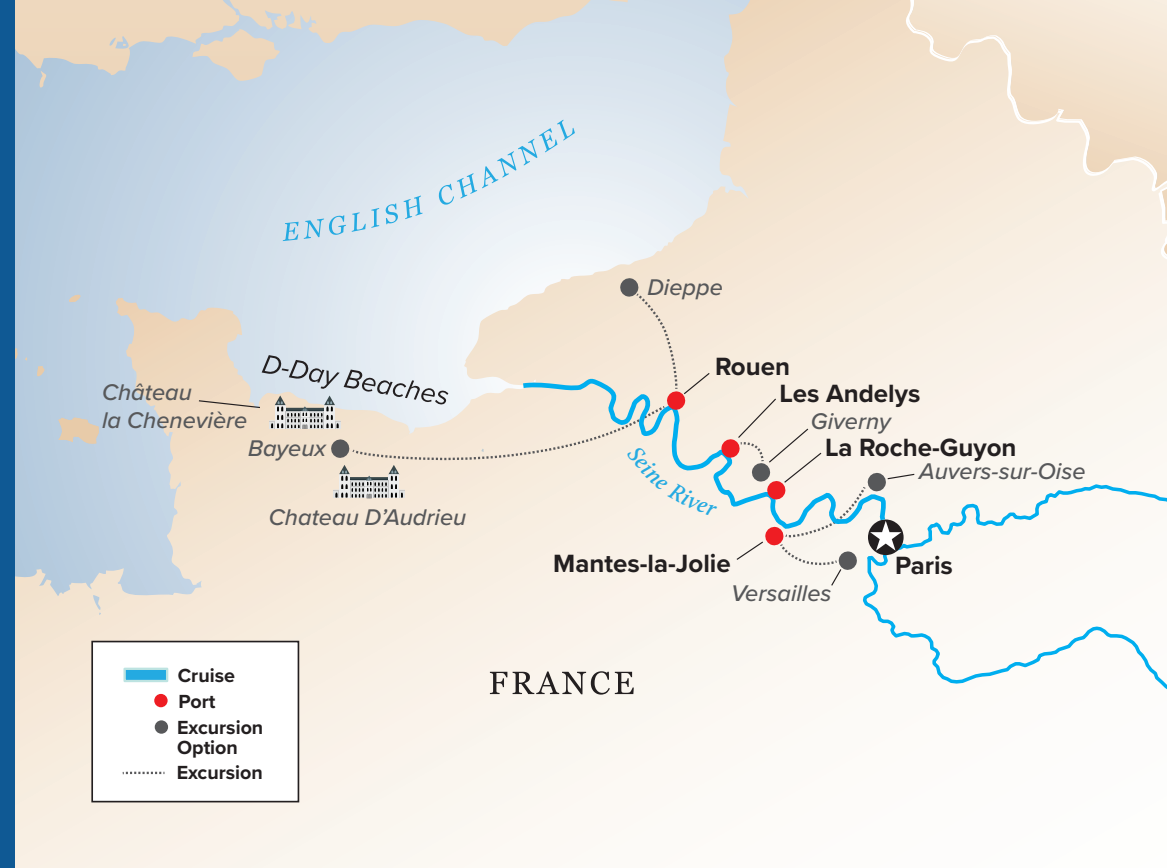 ENGLISH CHANNEL
Dieppe
Rouen
D-Day Beaches
Les Andelys
Château
la Chenevière
Giverny
Bayeux
La Roche-Guyon
Seine River
Auvers-sur-Oise
Chateau D’Audrieu
Mantes-la-Jolie
Paris
Versailles
FRANCE
Cruise
Port
Excursion
Option
Excursion